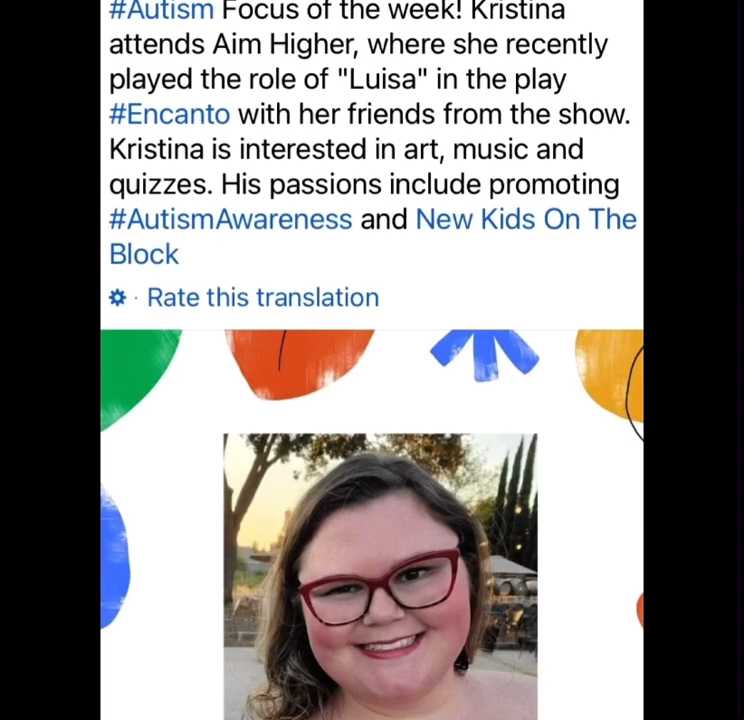 #Autism Focus of the week! Kristina
attends Aim Higher, where she recently
played the role of "Luisa" in the play
#Encanto with her friends from the show.
Kristina is interested in art, music and
quizzes. His passions include promoting
#AutismAwareness and New Kids On The
Block
· Rate this translation